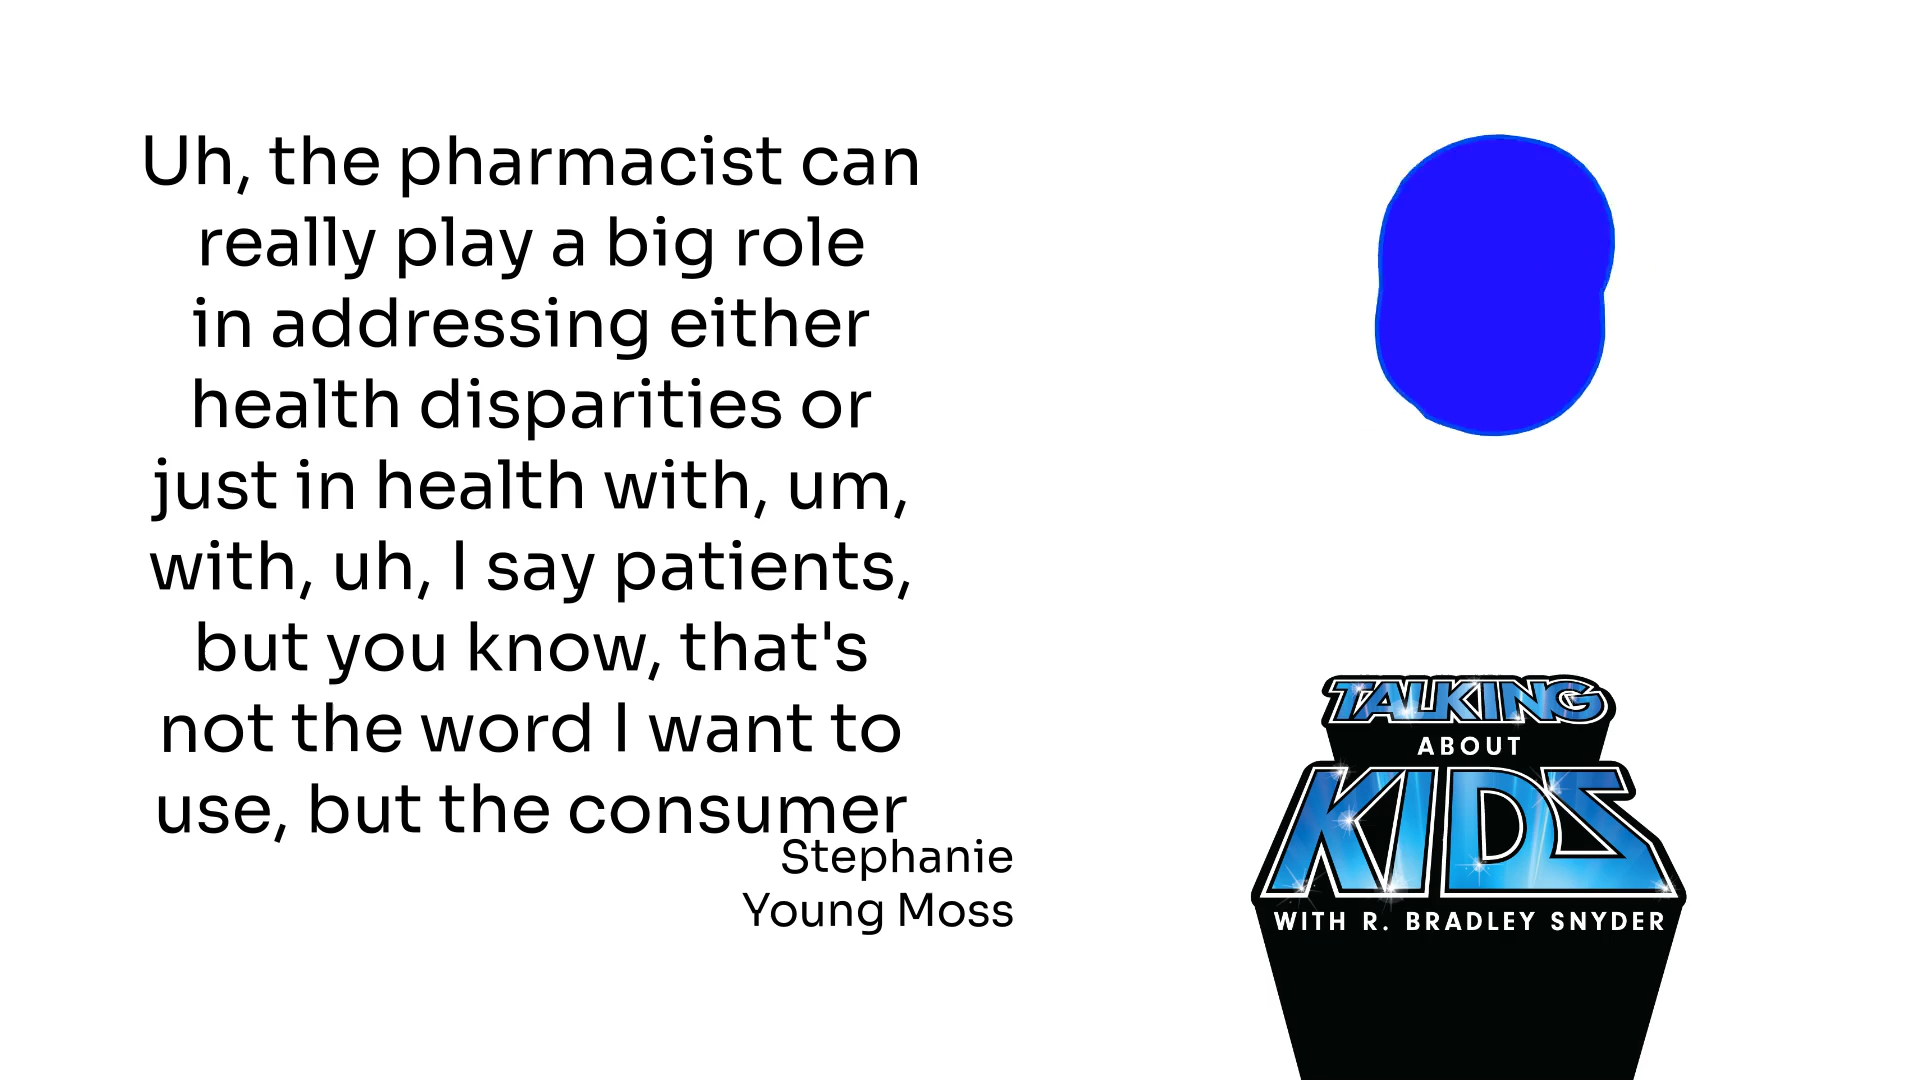 Uh, the pharmacist can
really play a big role
in addressing either
health disparities or
just in health with, um,
with, uh, I say patients,
but you know, that's
not the word I want to
use, but the consumer
Stephanie
Young Moss
TALKING
ABOUT
KIDS
WITH R. BRADLEY SNYDER